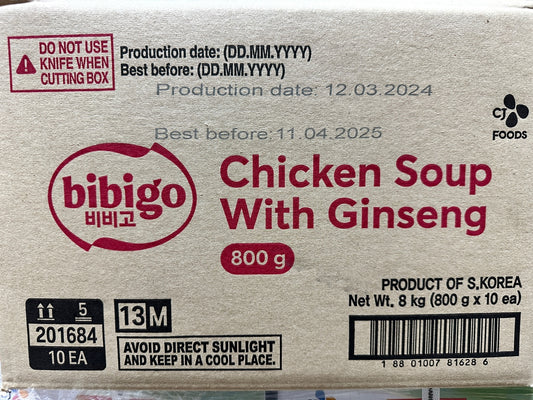 DO NOT USE
KNIFE WHEN
CUTTING BOX
Production date: (DD.MM.YYYY)
Best before: (DD.MM.YYYY)
Production date: 12.03.2024
Best before:11.04.2025
CJ
FOODS
bibigo
비비고
Chicken Soup
With Ginseng
800 g
PRODUCT OF S.KOREA
Net Wt. 8 kg (800 g x 10 ea)
5
201684
10 EA
13M
AVOID DIRECT SUNLIGHT
AND KEEP IN A COOL PLACE.
1 88 01007 81628 6